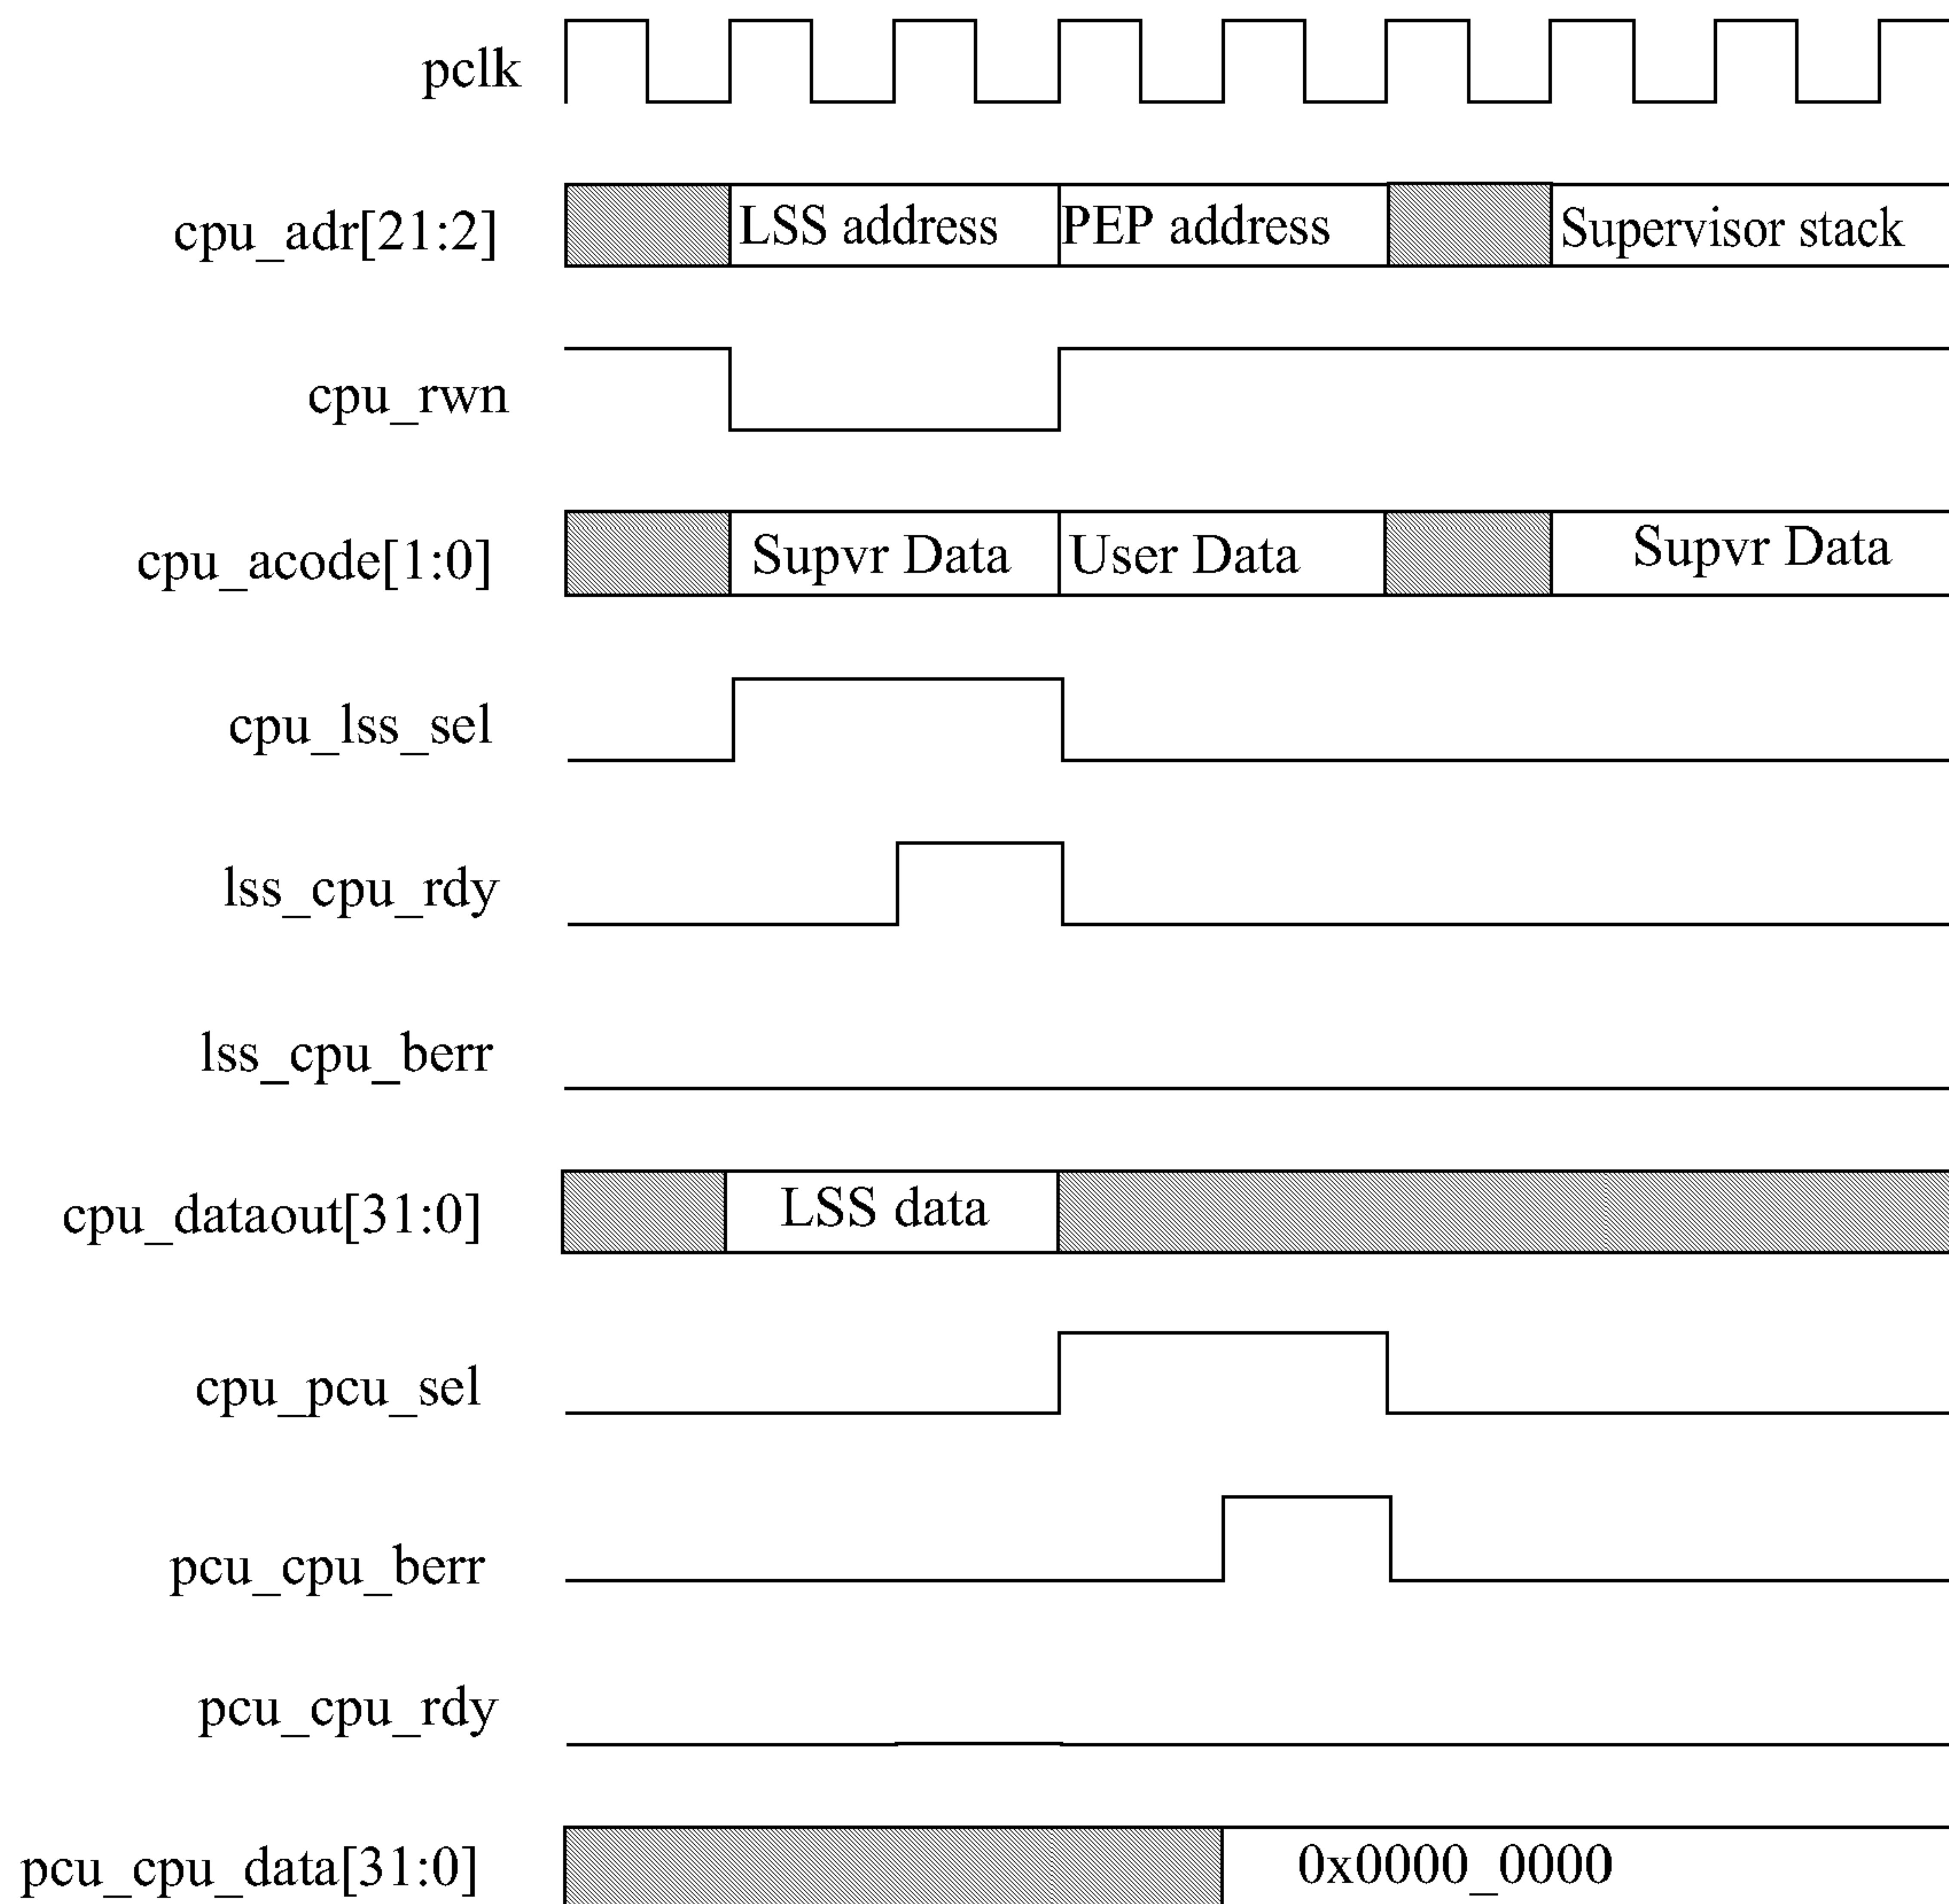 pclk
cpu_adr[21:2] LSS address PEP address Supervisor stack
cpu_rwn
cpu_acode[1:0] Supvr Data User Data Supvr Data
cpu_lss_sel
lss_cpu_rdy
lss_cpu_berr
cpu_dataout[31:0] LSS data
cpu_pcu_sel
pcu_cpu_berr
pcu_cpu_rdy
pcu_cpu_data[31:0] 0x0000_0000